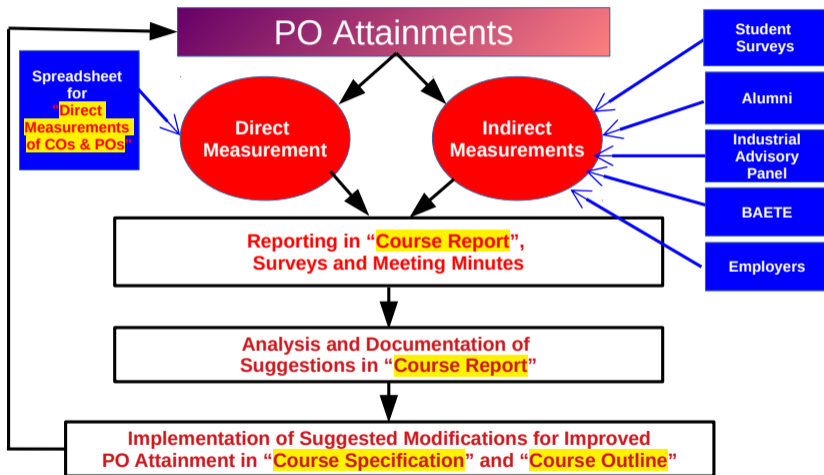 PO Attainments
Spreadsheet
for
“Direct
Measurements
of COs & POs”
Direct
Measurement
Indirect
Measurements
Student
Surveys
Alumni
Industrial
Advisory
Panel
BAETE
Employers
Reporting in “Course Report”,
Surveys and Meeting Minutes
Analysis and Documentation of
Suggestions in “Course Report”
Implementation of Suggested Modifications for Improved
PO Attainment in “Course Specification” and “Course Outline”